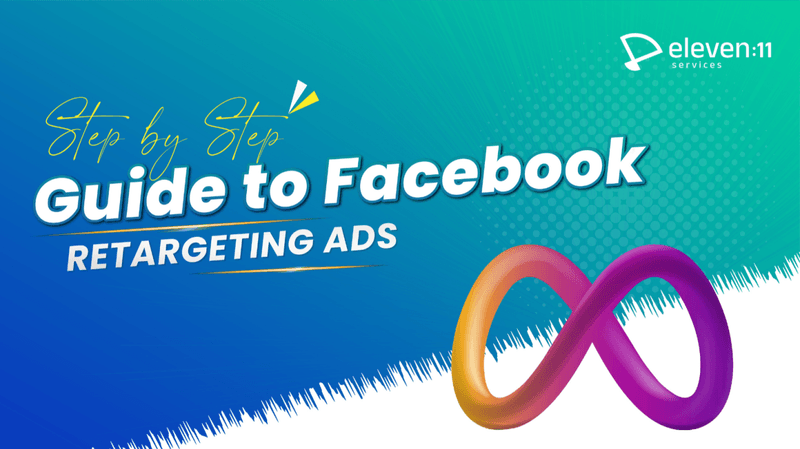 eleven:11
services
Step by Step
Guide to Facebook
RETARGETING ADS